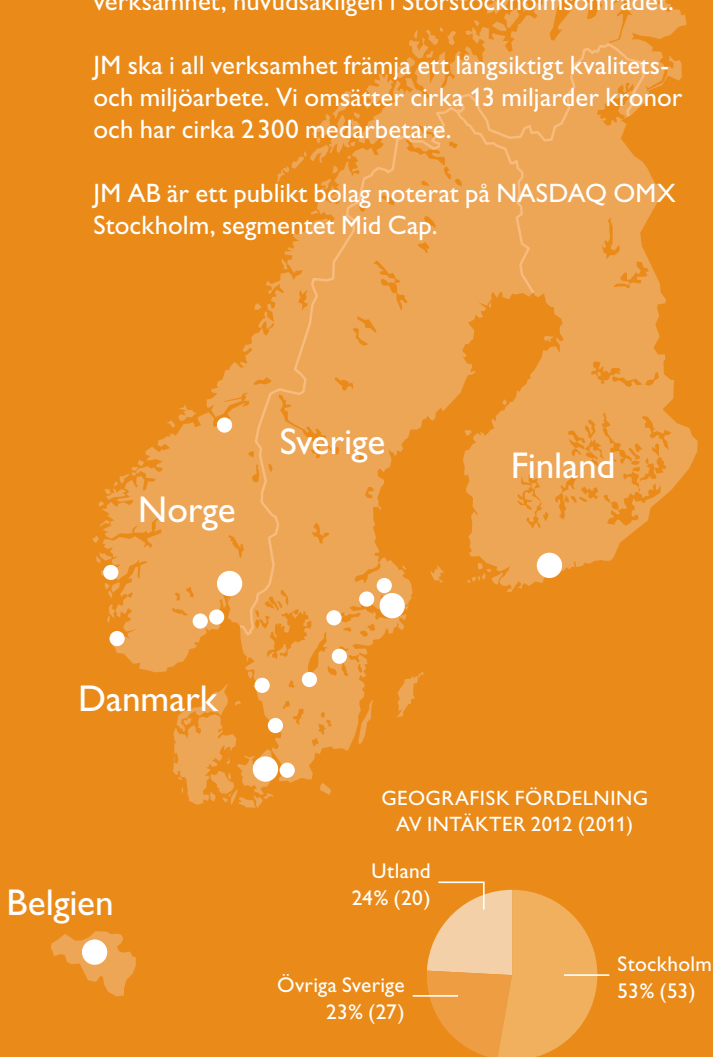 verksamhet, huvudsakligen i Storstockholmsområdet.
JM ska i all verksamhet främja ett långsiktigt kvalitets-
och miljöarbete. Vi omsätter cirka 13 miljarder kronor
och har cirka 2 300 medarbetare.
JM AB är ett publikt bolag noterat på NASDAQ OMX
Stockholm, segmentet Mid Cap.
Sverige
Finland
Norge
Danmark
GEOGRAFISK FÖRDELNING
AV INTÄKTER 2012 (2011)
Utland
24% (20)
Belgien
Stockholm
53% (53)
Övriga Sverige
23% (27)